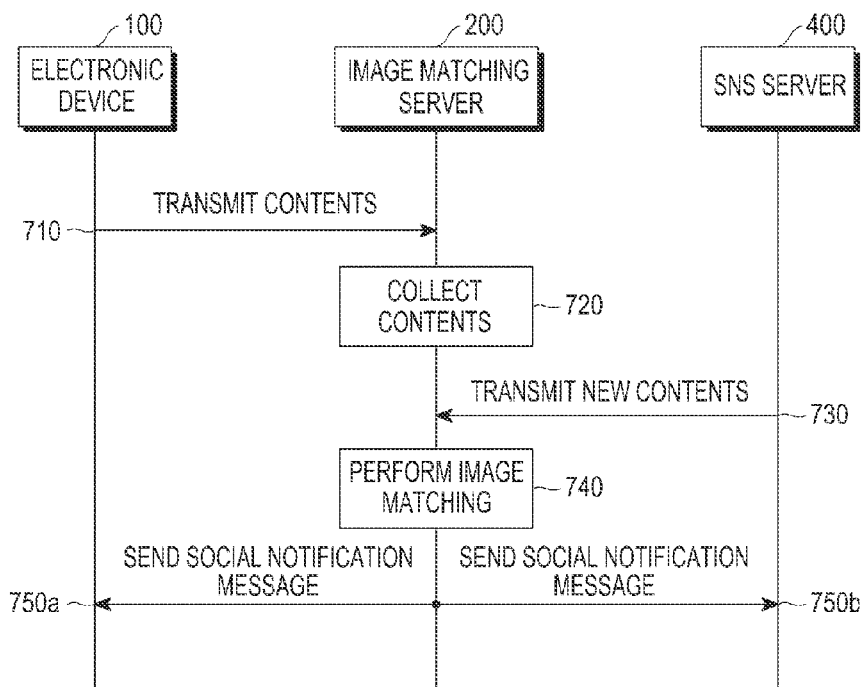 100
200
400
ELECTRONIC
DEVICE
IMAGE MATCHING
SERVER
SNS SERVER
TRANSMIT CONTENTS
710
COLLECT
CONTENTS
720
TRANSMIT NEW CONTENTS
730
PERFORM IMAGE
MATCHING
740
SEND SOCIAL NOTIFICATION
MESSAGE
SEND SOCIAL NOTIFICATION
MESSAGE
750a
750b